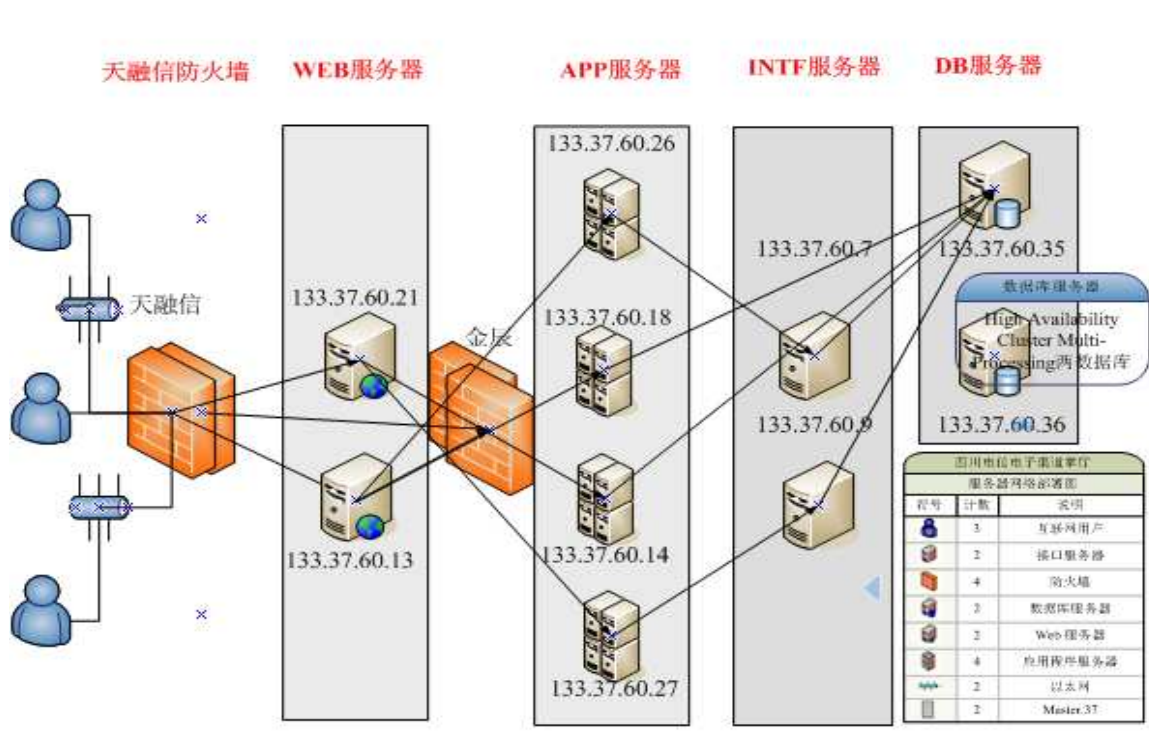 天融信防火墙
WEB服务器
APP服务器
INTF服务器
DB服务器
133.37.60.26
133.37.60.7
133.37.60.35
天融信
133.37.60.21
133.37.60.18
金辰
数据库服务器
High Availability
Cluster Multi-
Processing两数据库
133.37.60.9
133.37.60.36
133.37.60.13
133.37.60.14
133.37.60.27
四川电信电子渠道掌厅
服务器网络部署图
符号 计数 说明
3 互联网用户
2 接口服务器
4 防火墙
2 数据库服务器
2 Web 服务器
4 应用程序服务器
2 以太网
2 Master.37